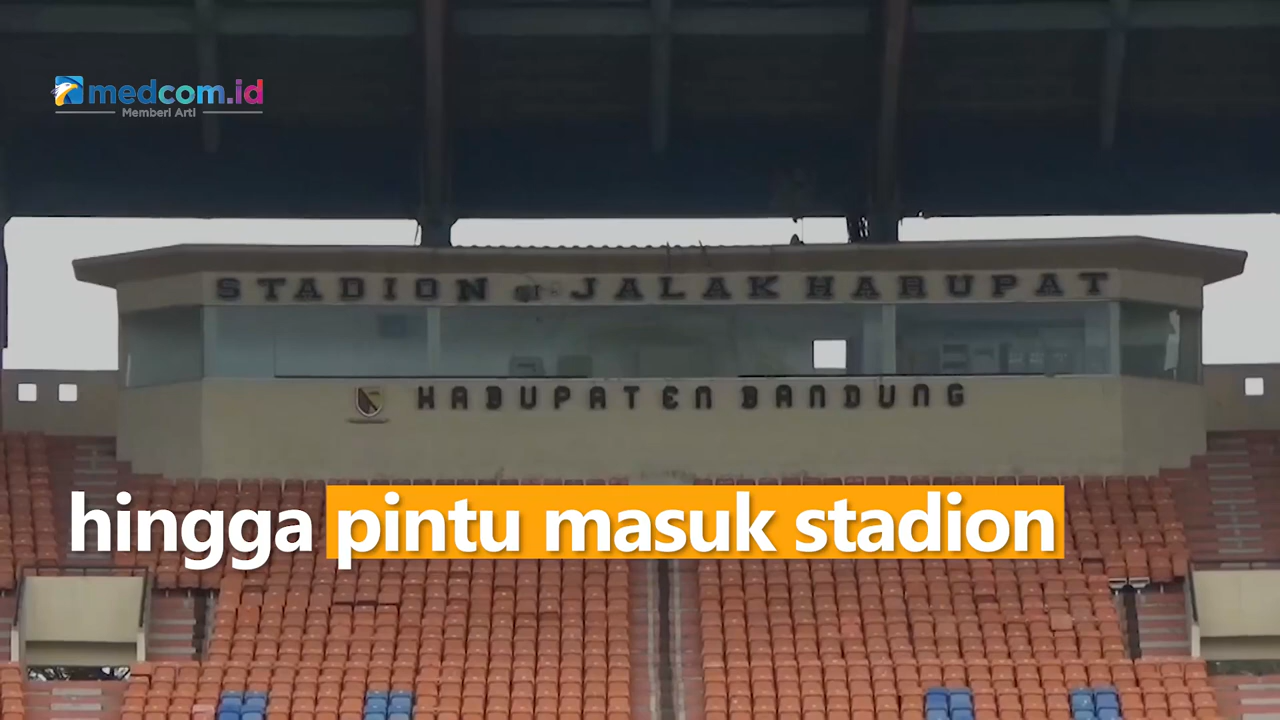 medcom.id
Memberi Arti
STADION JALAK HARUPAT
KABUPATEN BANDUNG
hingga pintu masuk stadion